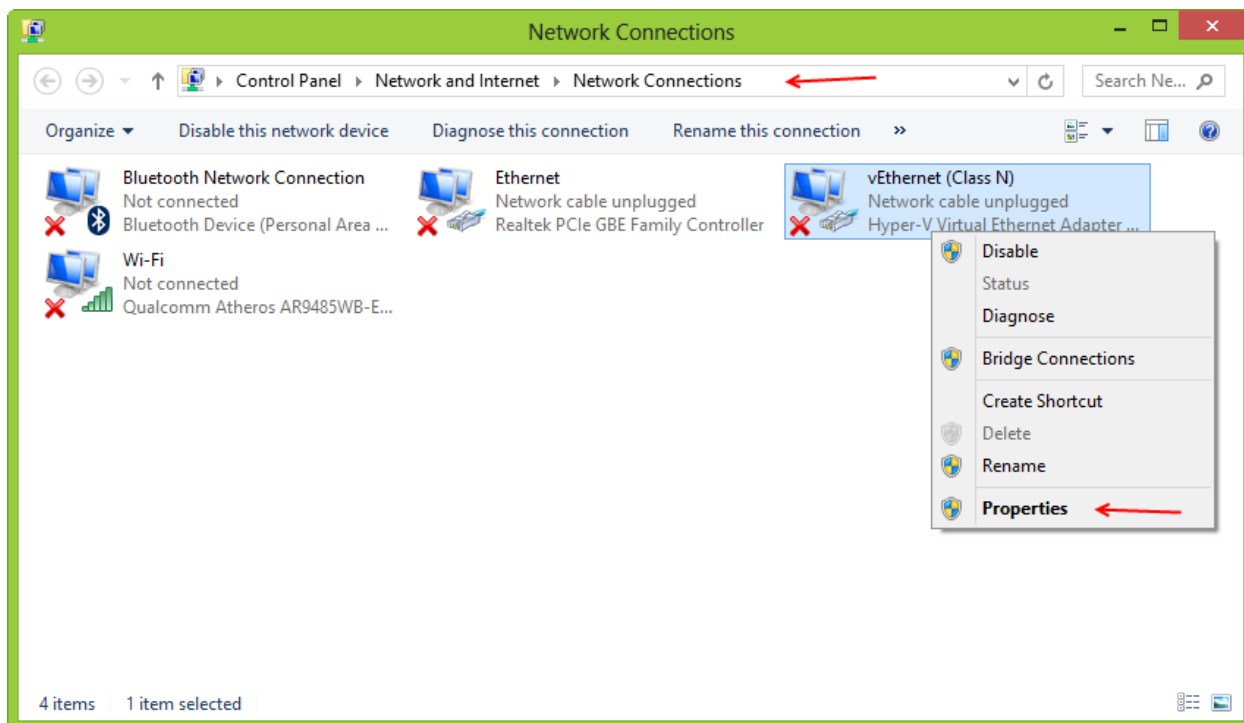 Network Connections
Control Panel Network and Internet Network Connections Search Ne...
Organize Disable this network device Diagnose this connection Rename this connection »
Bluetooth Network Connection
Not connected
Bluetooth Device (Personal Area ...
Ethernet
Network cable unplugged
Realtek PCIe GBE Family Controller
vEthernet (Class N)
Network cable unplugged
Hyper-V Virtual Ethernet Adapter ...
Wi-Fi
Not connected
Qualcomm Atheros AR9485WB-E...
Disable
Status
Diagnose
Bridge Connections
Create Shortcut
Delete
Rename
Properties
4 items 1 item selected